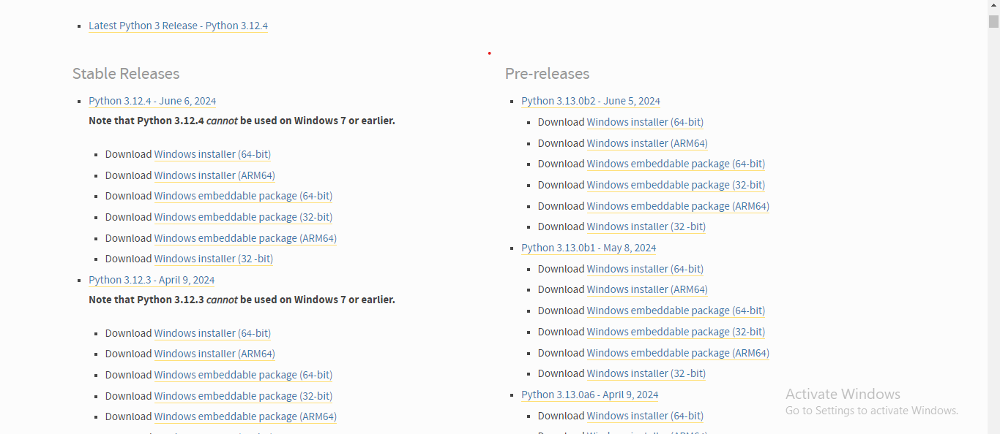 Latest Python 3 Release - Python 3.12.4
Stable Releases
Python 3.12.4 - June 6, 2024
Note that Python 3.12.4 cannot be used on Windows 7 or earlier.
Download Windows installer (64-bit)
Download Windows installer (ARM64)
Download Windows embeddable package (64-bit)
Download Windows embeddable package (32-bit)
Download Windows embeddable package (ARM64)
Download Windows installer (32 -bit)
Python 3.12.3 - April 9, 2024
Note that Python 3.12.3 cannot be used on Windows 7 or earlier.
Download Windows installer (64-bit)
Download Windows installer (ARM64)
Download Windows embeddable package (64-bit)
Download Windows embeddable package (32-bit)
Download Windows embeddable package (ARM64)
Pre-releases
Python 3.13.0b2 - June 5, 2024
Download Windows installer (64-bit)
Download Windows installer (ARM64)
Download Windows embeddable package (64-bit)
Download Windows embeddable package (32-bit)
Download Windows embeddable package (ARM64)
Download Windows installer (32 -bit)
Python 3.13.0b1 - May 8, 2024
Download Windows installer (64-bit)
Download Windows installer (ARM64)
Download Windows embeddable package (64-bit)
Download Windows embeddable package (32-bit)
Download Windows embeddable package (ARM64)
Download Windows installer (32 -bit)
Python 3.13.0a6 - April 9, 2024
Download Windows installer (64-bit)
Activate Windows
Go to Settings to activate Windows.